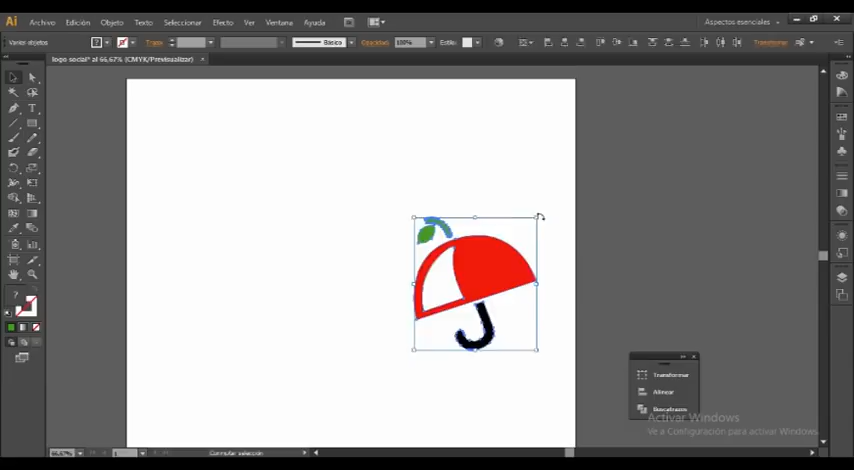 Ai Archivo Edición Objeto Texto Seleccionar Efecto Ver Ventana Ayuda Aspectos esenciales
Varios objetos ? Trazo Básico Opacidad 100% Estilo: Transformar
logo social* al 66,67% (CMYK/Previsualizar) ×
?
Transformar
Alinear
Buscatrazos
Activar Windows
Ve a Configuración para activar Windows.
66,67% 1 Conmutar selección